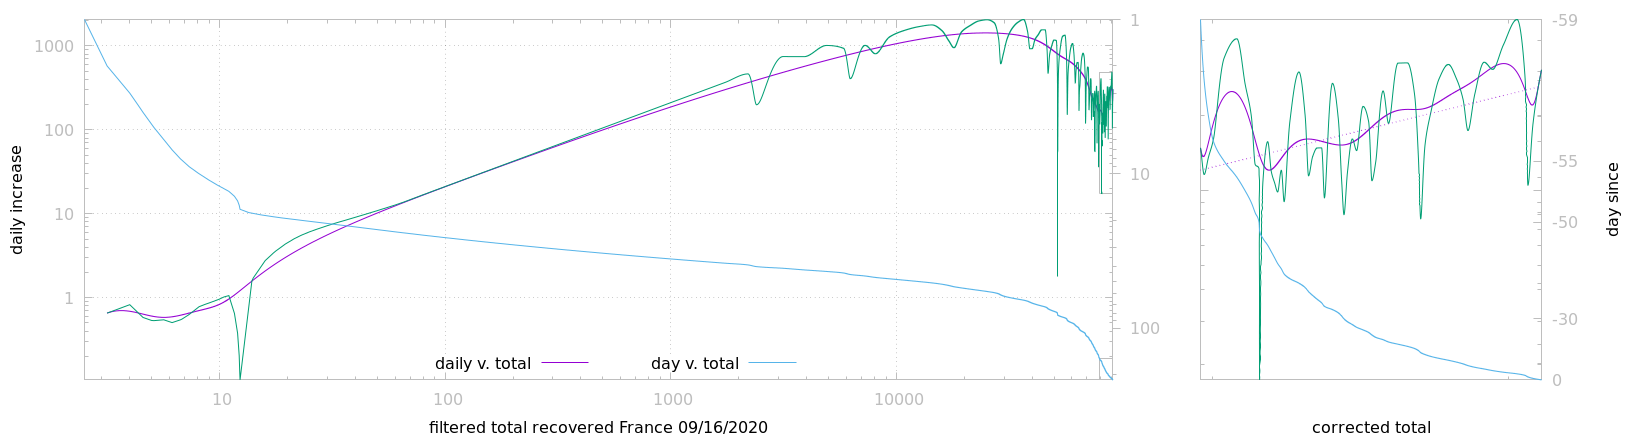 daily increase
1000
100
10
1
10
100
1000
10000
1
10
100
daily v. total
day v. total
filtered total recovered France 09/16/2020
-59
-55
-50
-30
0
day since
corrected total